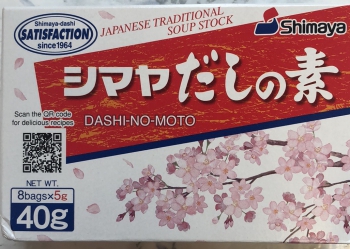 Shimaya-dashi
SATISFACTION
since1964
JAPANESE TRADITIONAL
SOUP STOCK
Shimaya
シマヤだしの素
DASHI-NO-MOTO
Scan the QR code
for delicious recipes
NET WT.
8bags×5g
40g